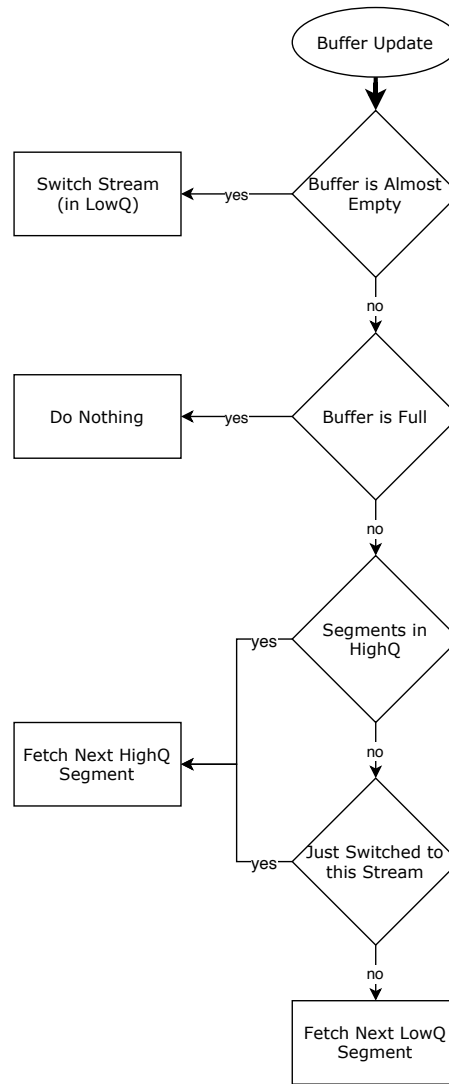 Buffer Update
Buffer is Almost
Empty
yes
Switch Stream
(in LowQ)
no
Buffer is Full
yes
Do Nothing
no
Segments in
HighQ
yes
Fetch Next HighQ
Segment
no
Just Switched to
this Stream
yes
no
Fetch Next LowQ
Segment